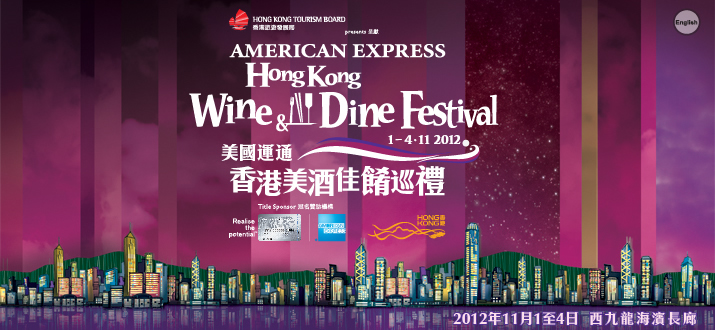 HONG KONG TOURISM BOARD
香港旅遊發展局
English
presents 呈獻
AMERICAN EXPRESS
Hong Kong
Wine & Dine Festival
1–4·11 2012
美國運通
香港美酒佳餚巡禮
Title Sponsor 冠名贊助機構
Realise
the
potential
HONG 香
KONG 港
2012年11月1至4日 西九龍海濱長廊